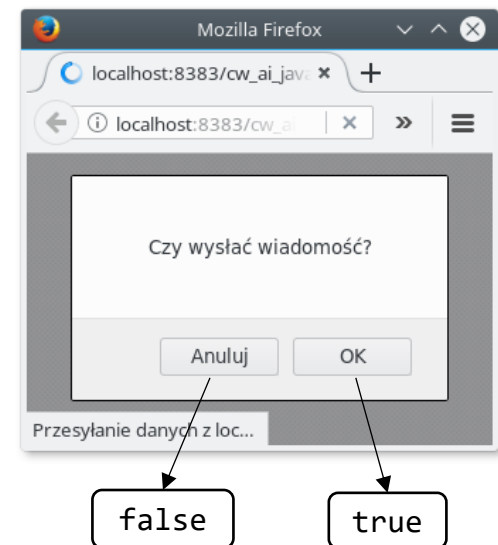 Mozilla Firefox
localhost:8383/cw_ai_java
localhost:8383/cw_a
Czy wysłać wiadomość?
Anuluj OK
Przesyłanie danych z loc...
false true